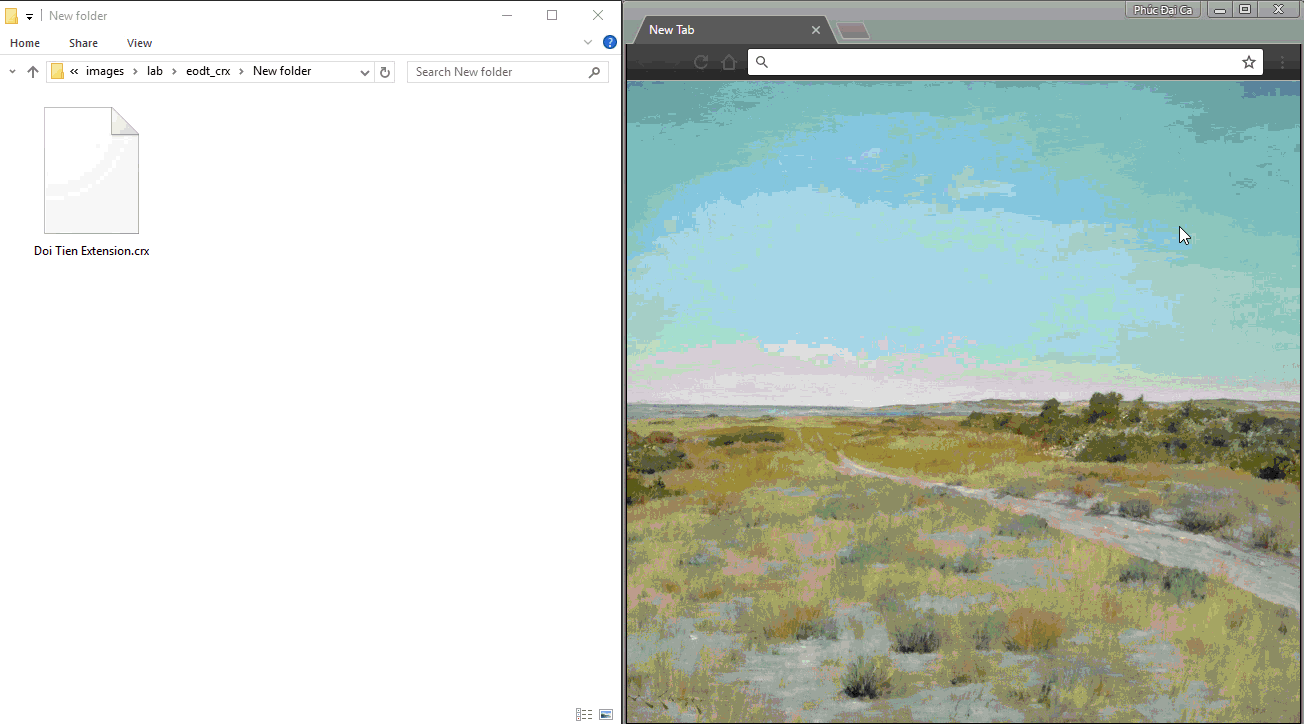 New folder
Home Share View
« images > lab > eodt_crx > New folder
Search New folder
Doi Tien Extension.crx
Phúc Đại Ca
New Tab